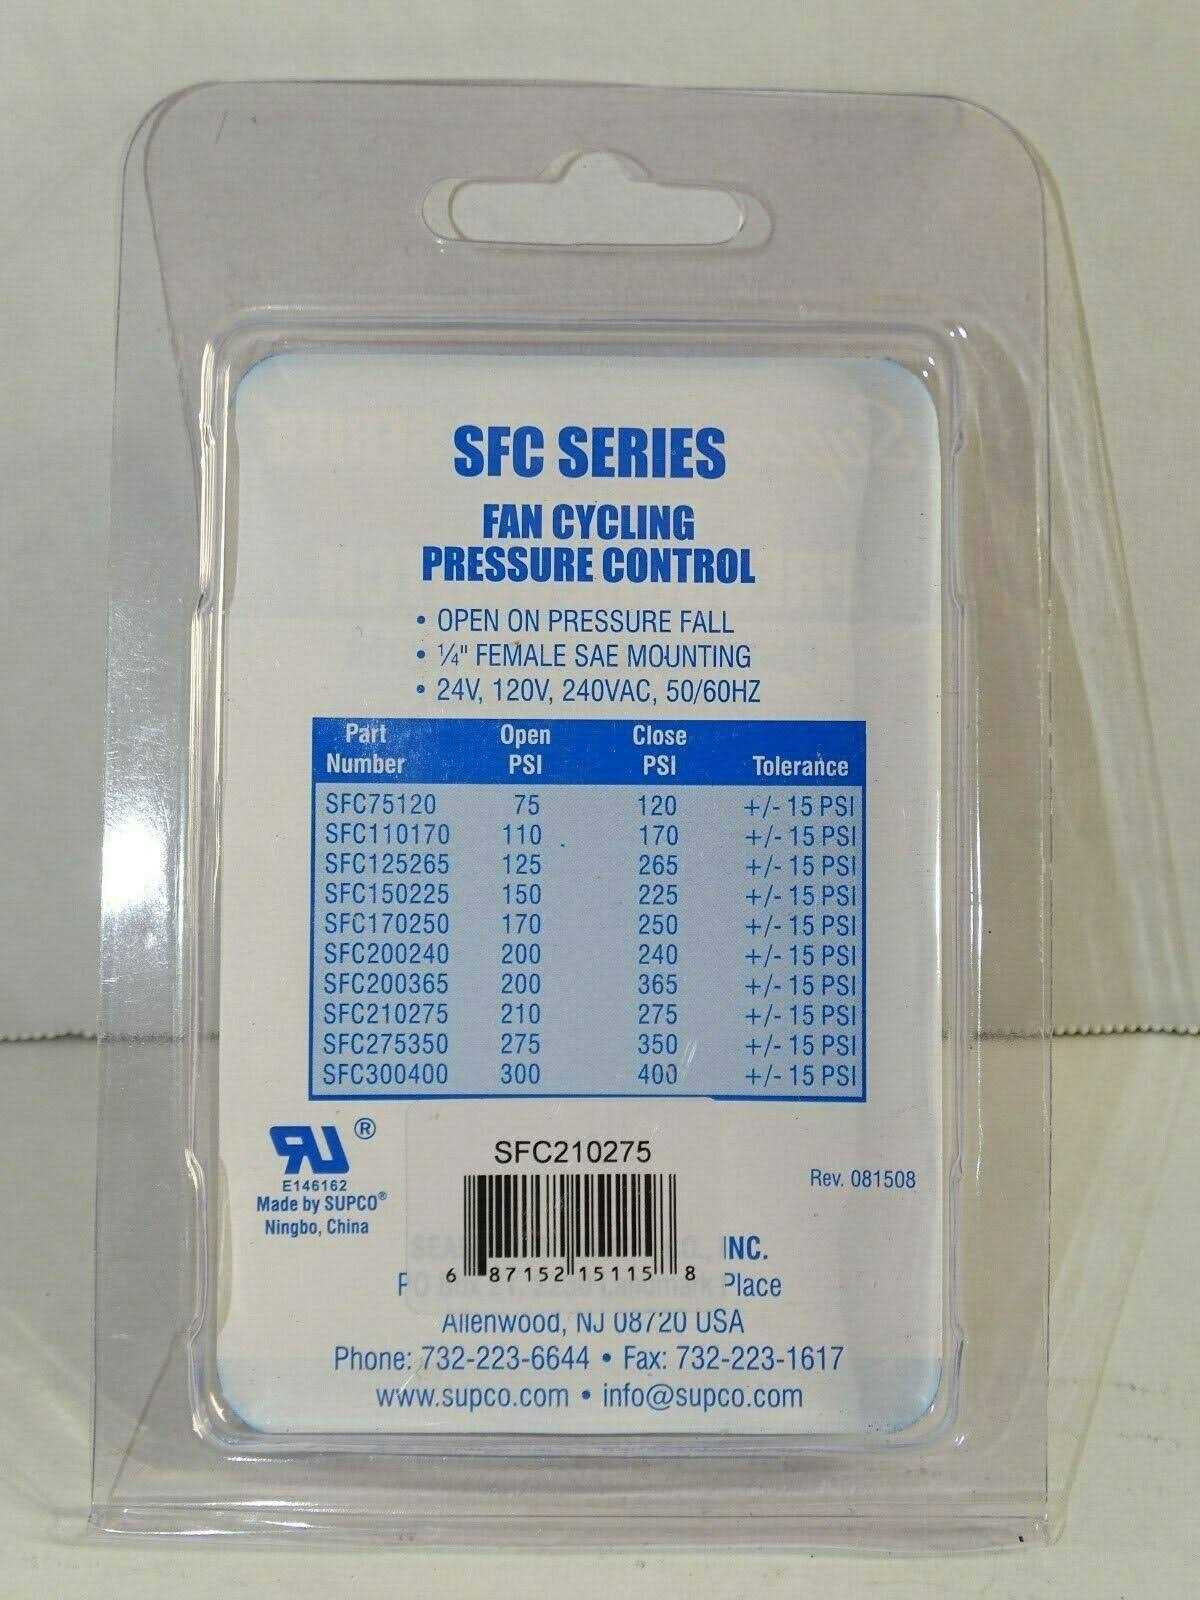 SFC SERIES
FAN CYCLING
PRESSURE CONTROL
• OPEN ON PRESSURE FALL
• ¼" FEMALE SAE MOUNTING
• 24V, 120V, 240VAC, 50/60HZ
Part Number Open PSI Close PSI Tolerance
SFC75120 75 120 +/- 15 PSI
SFC110170 110 170 +/- 15 PSI
SFC125265 125 265 +/- 15 PSI
SFC150225 150 225 +/- 15 PSI
SFC170250 170 250 +/- 15 PSI
SFC200240 200 240 +/- 15 PSI
SFC200365 200 365 +/- 15 PSI
SFC210275 210 275 +/- 15 PSI
SFC275350 275 350 +/- 15 PSI
SFC300400 300 400 +/- 15 PSI
®
E146162
Made by SUPCO®
Ningbo, China
SFC210275
Rev. 081508
6 87152 15115 8
INC.
Place
Allenwood, NJ 08720 USA
Phone: 732-223-6644 • Fax: 732-223-1617
www.supco.com • info@supco.com